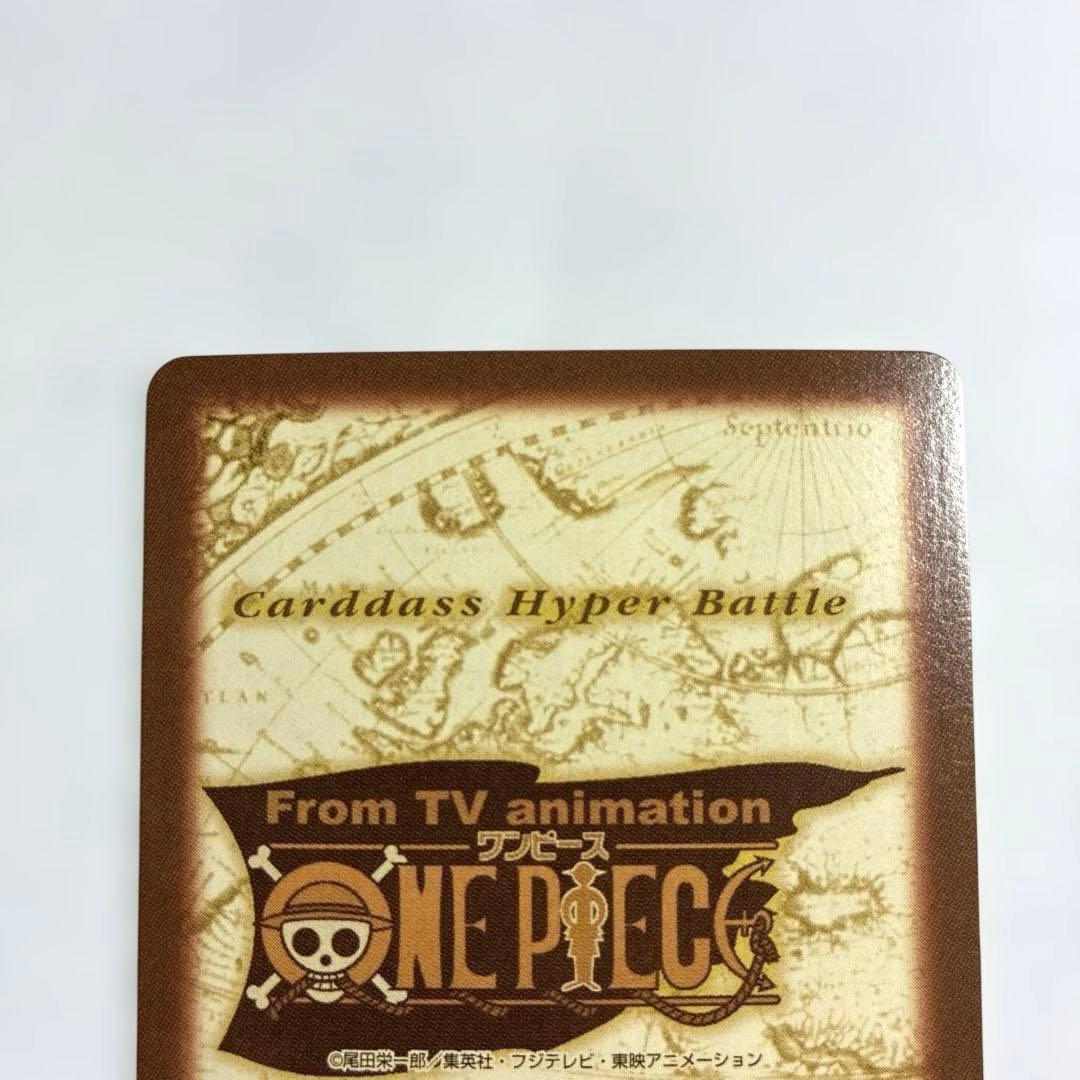 Septentrio
Carddass Hyper Battle
From TV animation
ワンピース
ONE PIECE
©尾田栄一郎/集英社・フジテレビ・東映アニメーション